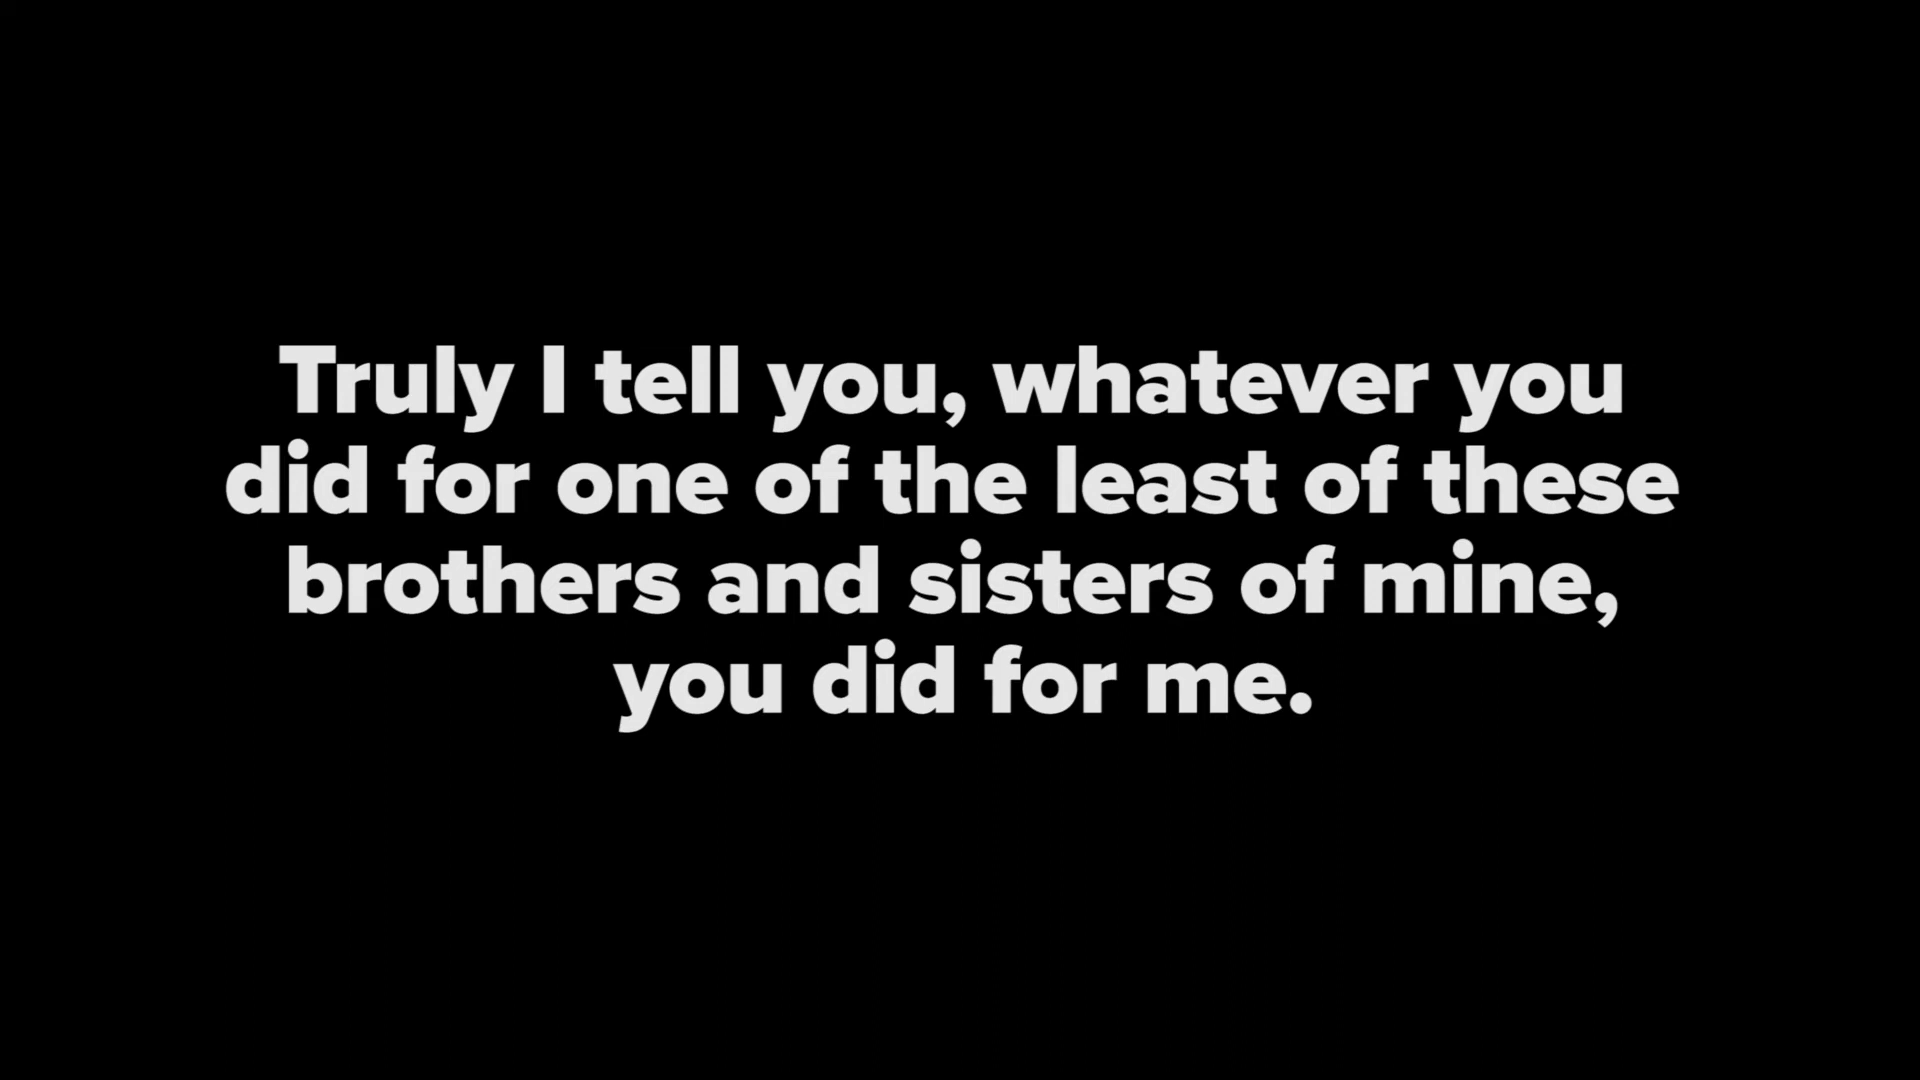 Truly I tell you, whatever you
did for one of the least of these
brothers and sisters of mine,
you did for me.